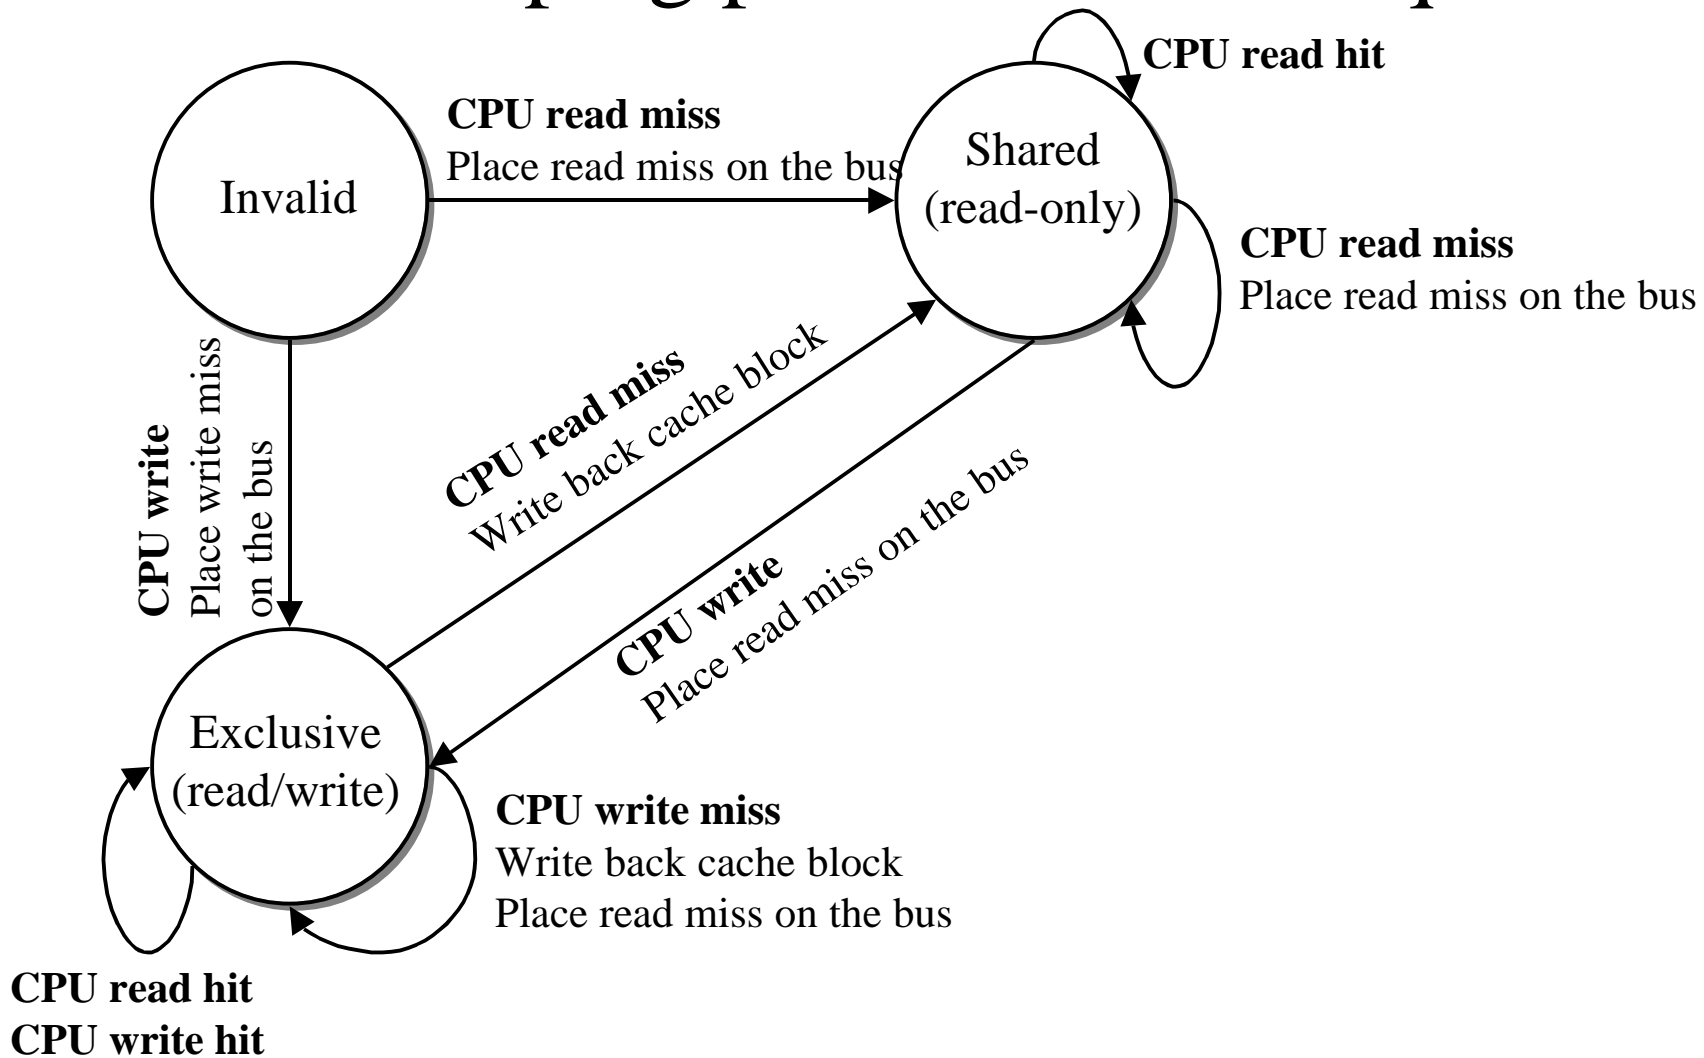 CPU read hit
CPU read miss
Place read miss on the bus
Invalid
Shared
(read-only)
CPU read miss
Place read miss on the bus
CPU write
Place write miss
on the bus
CPU read miss
Write back cache block
CPU write
Place read miss on the bus
Exclusive
(read/write)
CPU write miss
Write back cache block
Place read miss on the bus
CPU read hit
CPU write hit